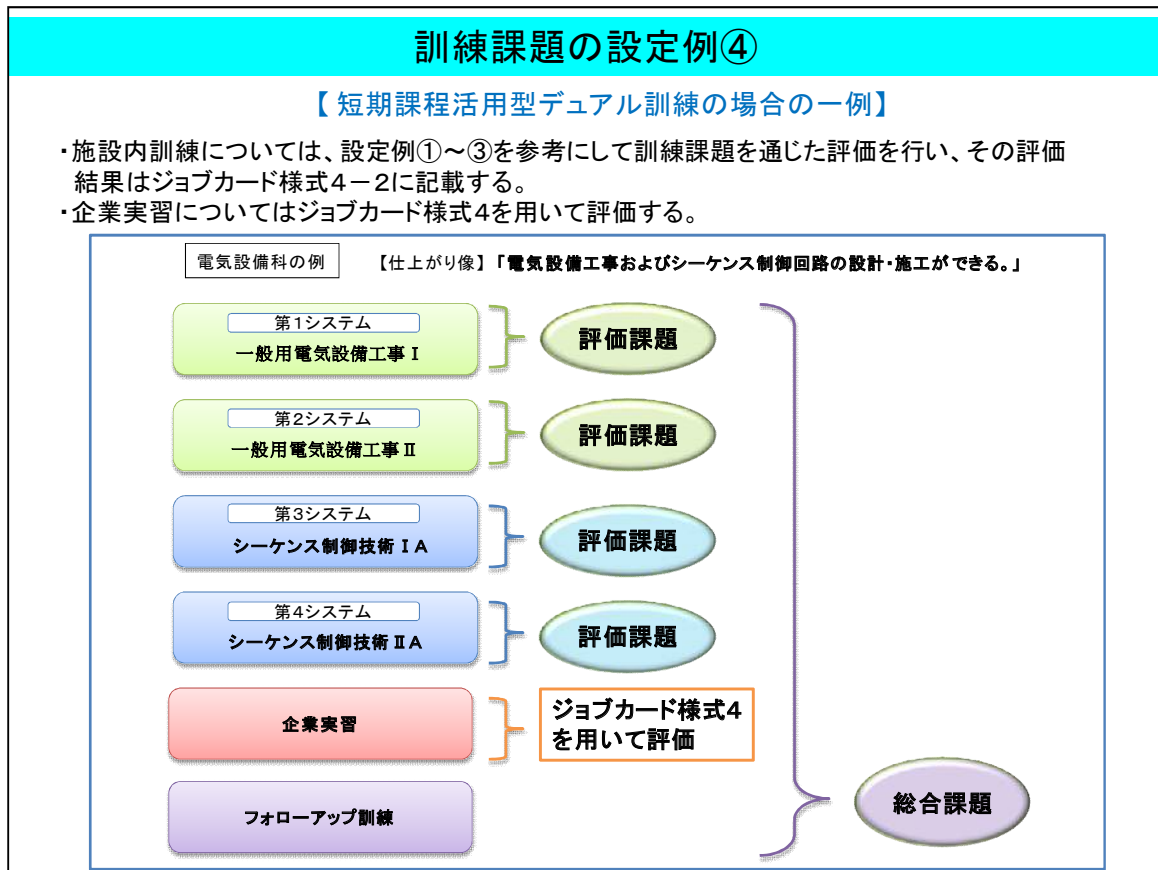 訓練課題の設定例④
【 短期課程活用型デュアル訓練の場合の一例】
・施設内訓練については、設定例①～③を参考にして訓練課題を通じた評価を行い、その評価
結果はジョブカード様式４－２に記載する。
・企業実習についてはジョブカード様式４を用いて評価する。
電気設備科の例
【仕上がり像】「電気設備工事およびシーケンス制御回路の設計・施工ができる。」
第１システム
一般用電気設備工事Ⅰ
評価課題
第２システム
一般用電気設備工事Ⅱ
評価課題
第３システム
シーケンス制御技術ⅠA
評価課題
第４システム
シーケンス制御技術ⅡA
評価課題
企業実習
ジョブカード様式４
を用いて評価
フォローアップ訓練
総合課題